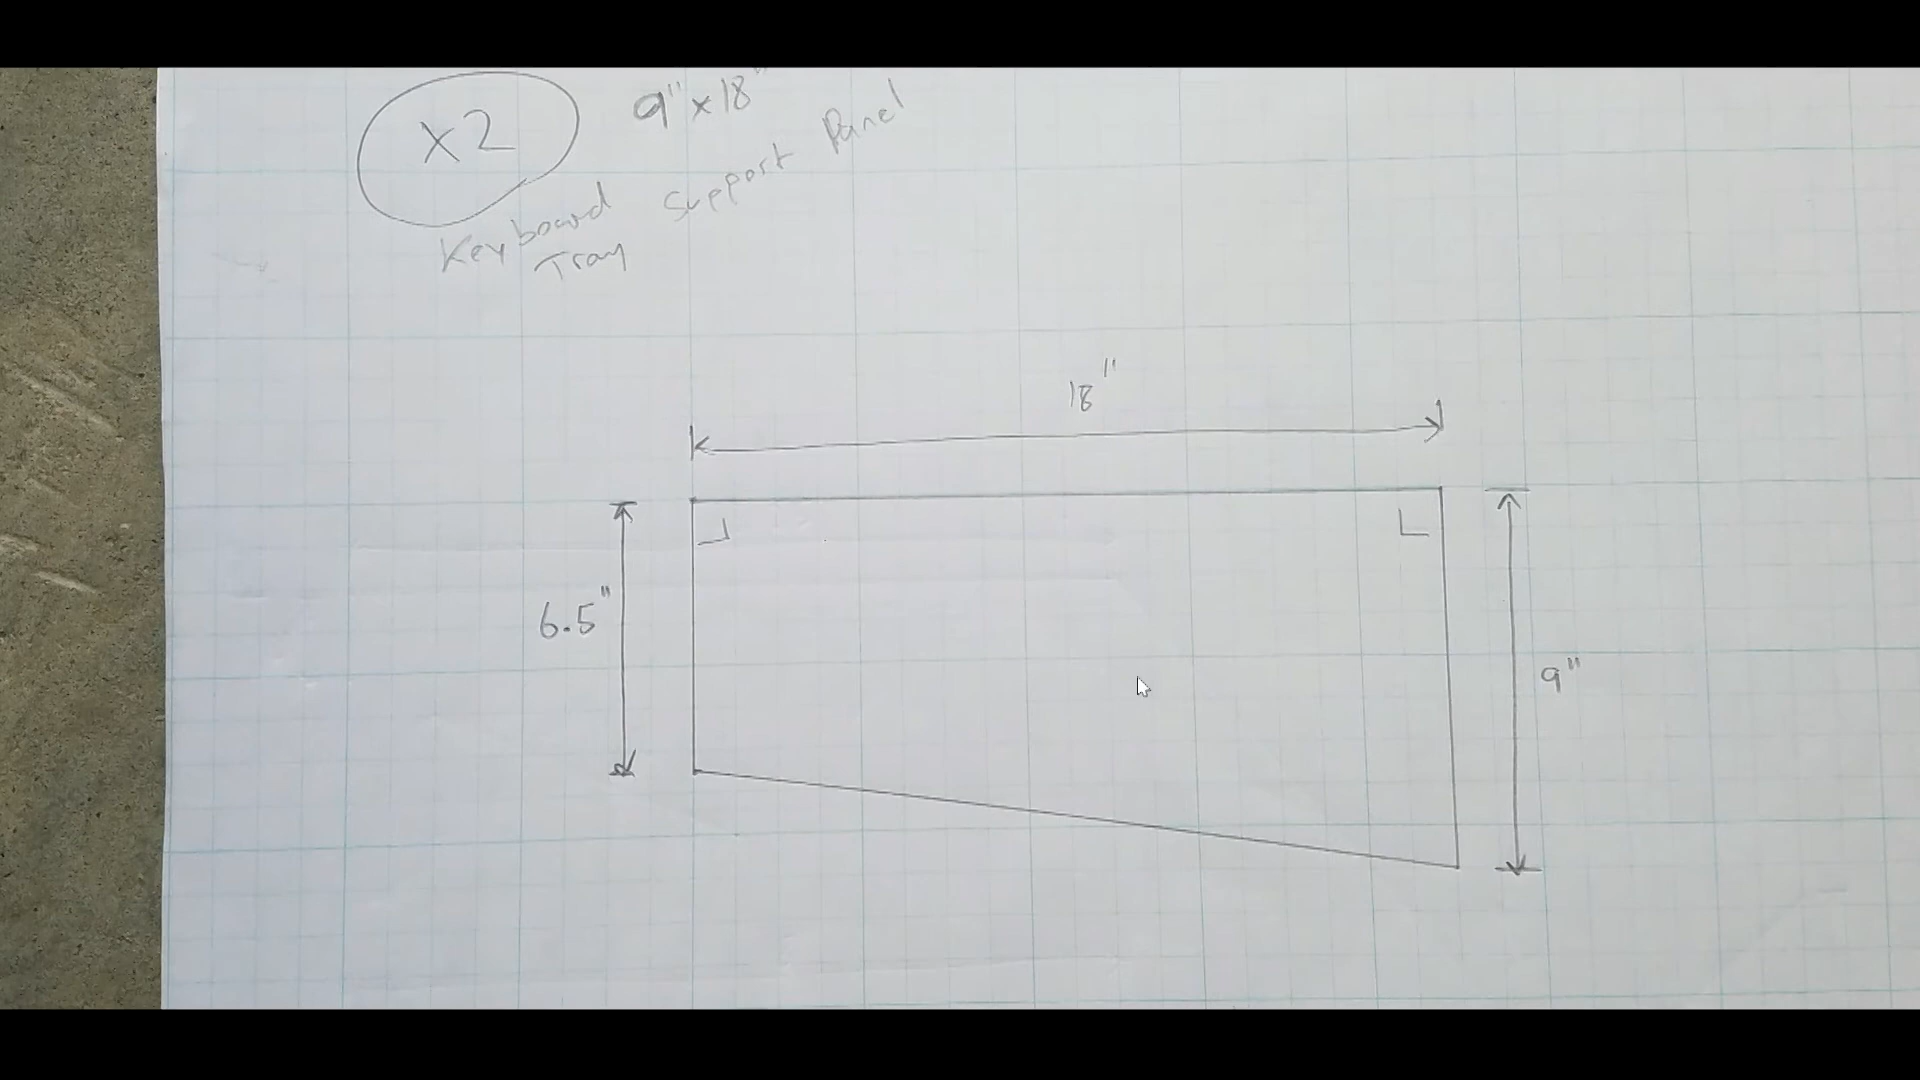 X2
9" x 18"
Keyboard Support Panel
Tray
18"
6.5"
9"